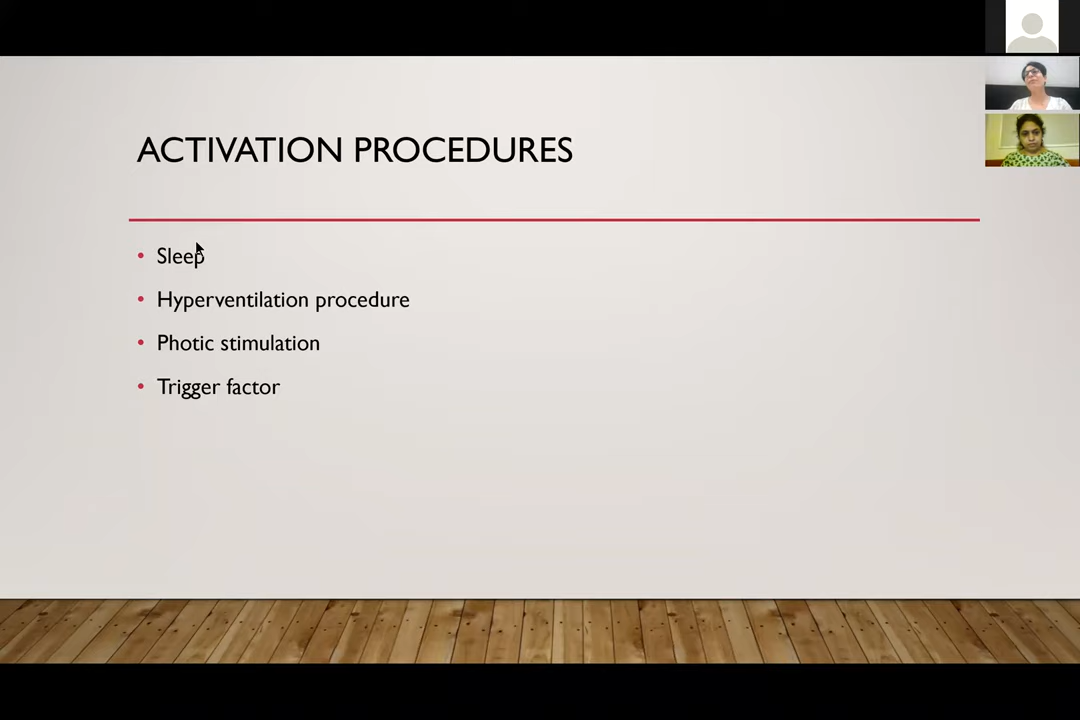 ACTIVATION PROCEDURES
Sleep
Hyperventilation procedure
Photic stimulation
Trigger factor